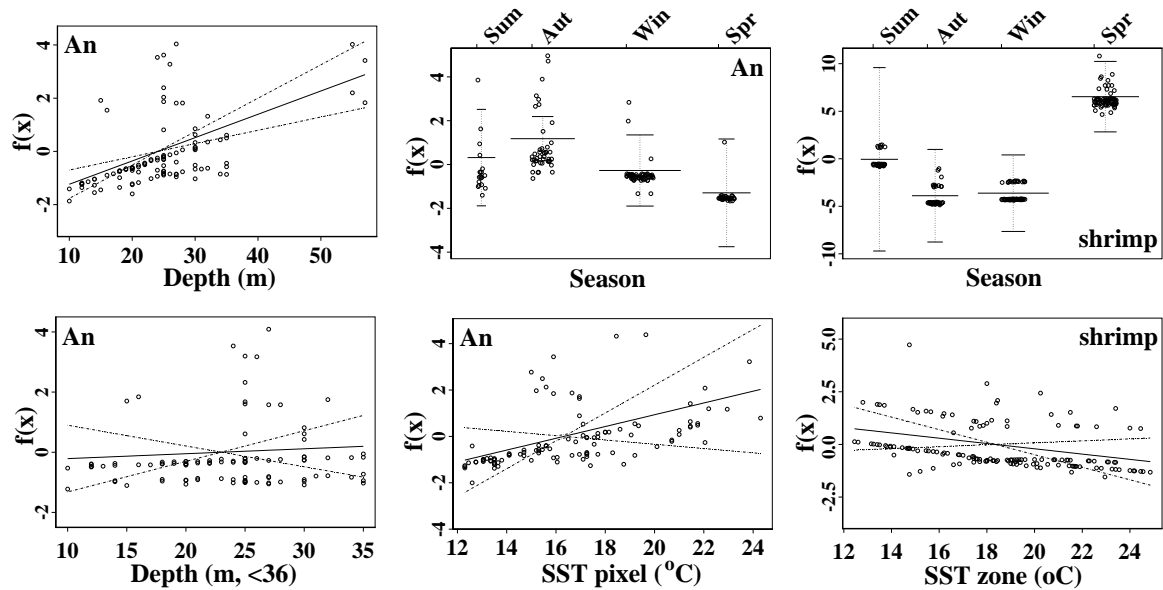 An
f(x)
4
2
0
-2
10 20 30 40 50
Depth (m)
Sum Aut Win Spr
An
f(x)
4
2
0
-2
-4
Season
Sum Aut Win Spr
f(x)
10
5
0
-5
-10
shrimp
Season
An
f(x)
4
2
0
-2
10 15 20 25 30 35
Depth (m, <36)
An
f(x)
4
2
0
-2
-4
12 14 16 18 20 22 24
SST pixel (°C)
shrimp
f(x)
5.0
2.5
0.0
-2.5
12 14 16 18 20 22 24
SST zone (oC)